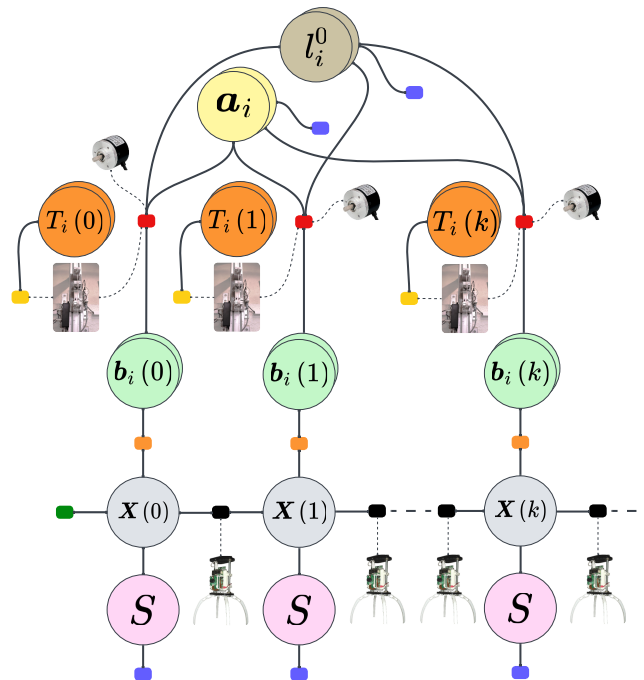 l_i^0
a_i
T_i(0) T_i(1) T_i(k)
b_i(0) b_i(1) b_i(k)
X(0) X(1) X(k)
S S S